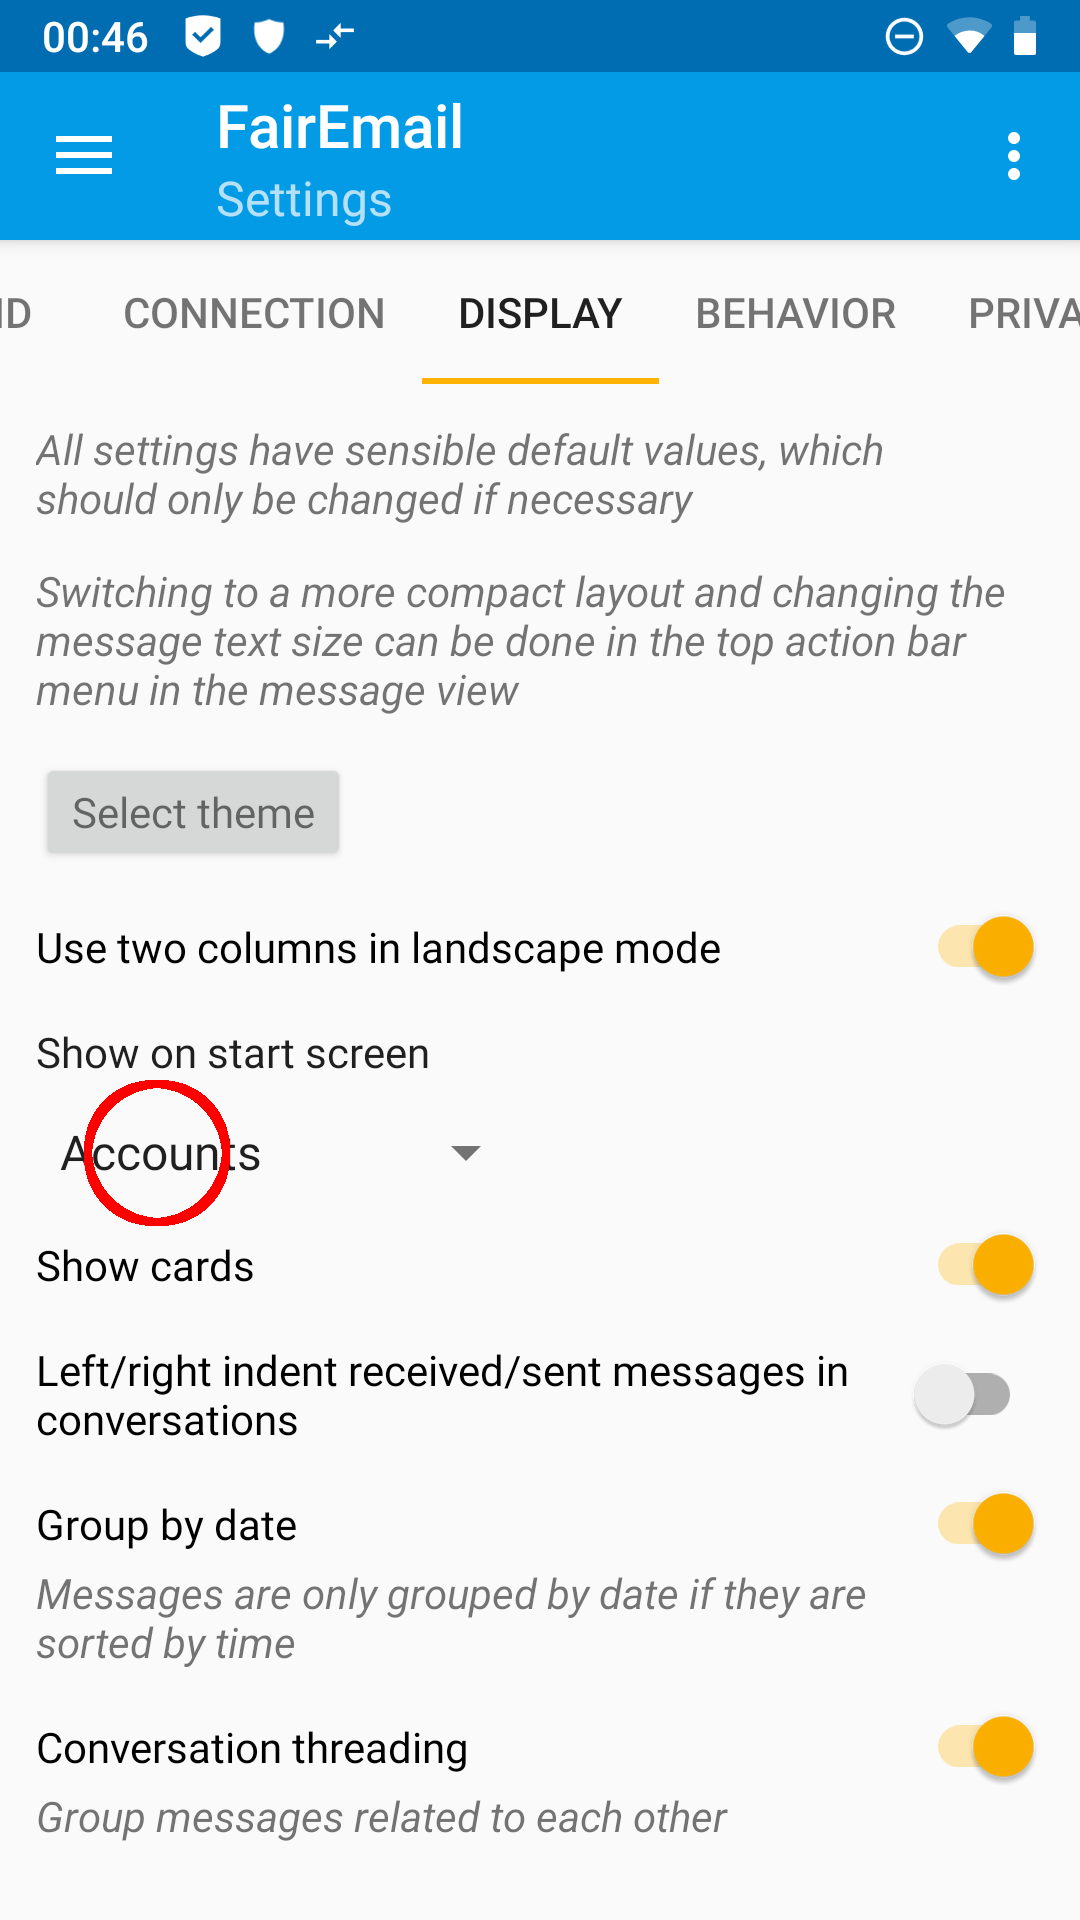 00:46
FairEmail
Settings
ID CONNECTION DISPLAY BEHAVIOR PRIVA
All settings have sensible default values, which
should only be changed if necessary
Switching to a more compact layout and changing the
message text size can be done in the top action bar
menu in the message view
Select theme
Use two columns in landscape mode
Show on start screen
Accounts
Show cards
Left/right indent received/sent messages in
conversations
Group by date
Messages are only grouped by date if they are
sorted by time
Conversation threading
Group messages related to each other